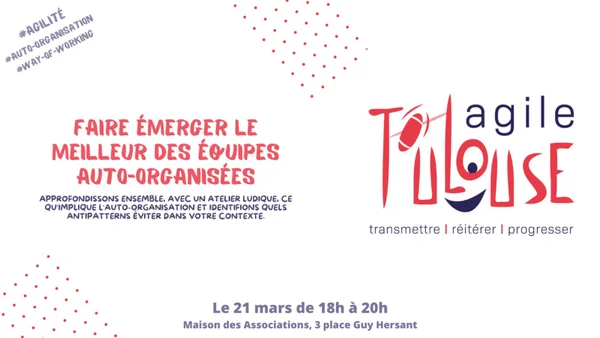 #AGILITÉ
#AUTO-ORGANISATION
#WAY-OF-WORKING
FAIRE ÉMERGER LE
MEILLEUR DES ÉQUIPES
AUTO-ORGANISÉES
APPROFONDISSONS ENSEMBLE, AVEC UN ATELIER LUDIQUE, CE
QU'IMPLIQUE L'AUTO-ORGANISATION ET IDENTIFIONS QUELS
ANTIPATTERNS ÉVITER DANS VOTRE CONTEXTE.
agile
TOULOUSE
transmettre | réitérer | progresser
Le 21 mars de 18h à 20h
Maison des Associations, 3 place Guy Hersant